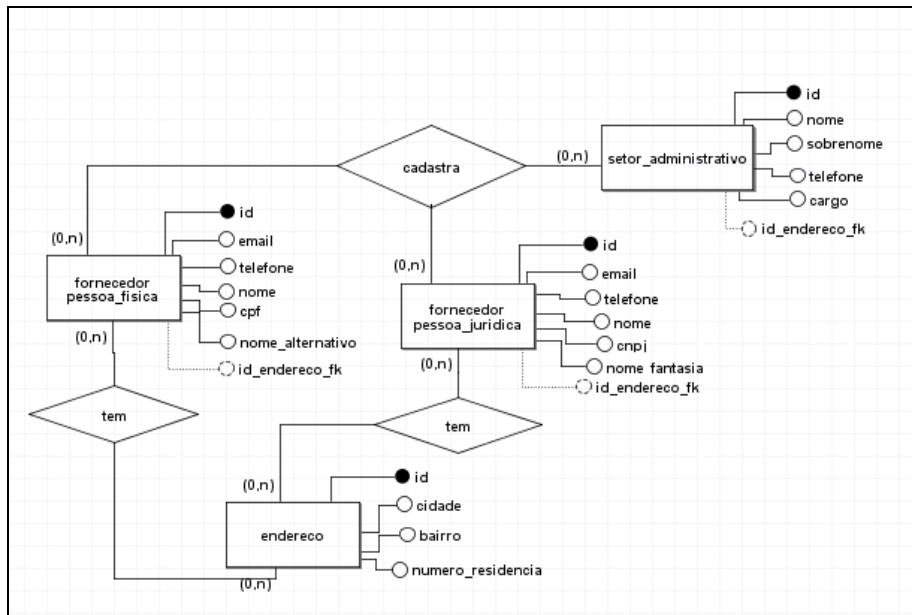 id
nome
sobrenome
telefone
cargo
id_endereco_fk
setor_administrativo
(0,n)
cadastra
(0,n)
id
email
telefone
nome
cpf
nome_alternativo
id_endereco_fk
fornecedor
pessoa_fisica
(0,n)
(0,n)
id
email
telefone
nome
cnpj
nome_fantasia
id_endereco_fk
fornecedor
pessoa_juridica
(0,n)
tem
tem
(0,n)
id
cidade
bairro
numero_residencia
endereco
(0,n)